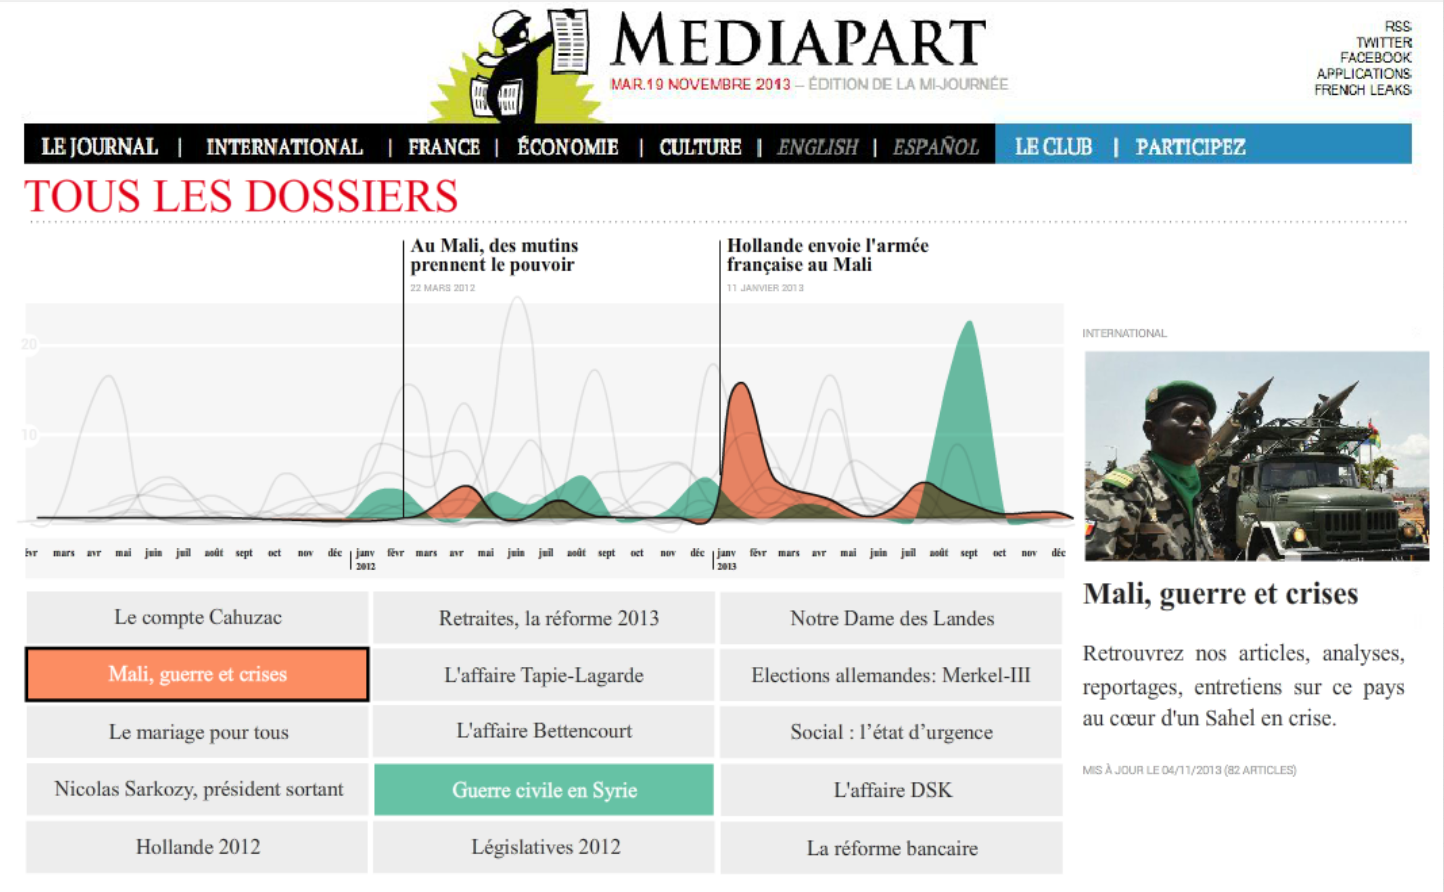 MEDIAPART
MAR.19 NOVEMBRE 2013 – ÉDITION DE LA MI-JOURNÉE
RSS
TWITTER
FACEBOOK
APPLICATIONS
FRENCH LEAKS
LE JOURNAL | INTERNATIONAL | FRANCE | ÉCONOMIE | CULTURE | ENGLISH | ESPAÑOL LE CLUB | PARTICIPEZ
TOUS LES DOSSIERS
Au Mali, des mutins
prennent le pouvoir
22 MARS 2012
Hollande envoie l'armée
française au Mali
11 JANVIER 2013
20
10
évr mars avr mai juin juil août sept oct nov déc janv févr mars avr mai juin juil août sept oct nov déc janv févr mars avr mai juin juil août sept oct nov déc
2012 2013
Le compte Cahuzac Retraites, la réforme 2013 Notre Dame des Landes
Mali, guerre et crises L'affaire Tapie-Lagarde Elections allemandes: Merkel-III
Le mariage pour tous L'affaire Bettencourt Social : l'état d'urgence
Nicolas Sarkozy, président sortant Guerre civile en Syrie L'affaire DSK
Hollande 2012 Législatives 2012 La réforme bancaire
INTERNATIONAL
Mali, guerre et crises
Retrouvrez nos articles, analyses,
reportages, entretiens sur ce pays
au cœur d'un Sahel en crise.
MIS À JOUR LE 04/11/2013 (82 ARTICLES)